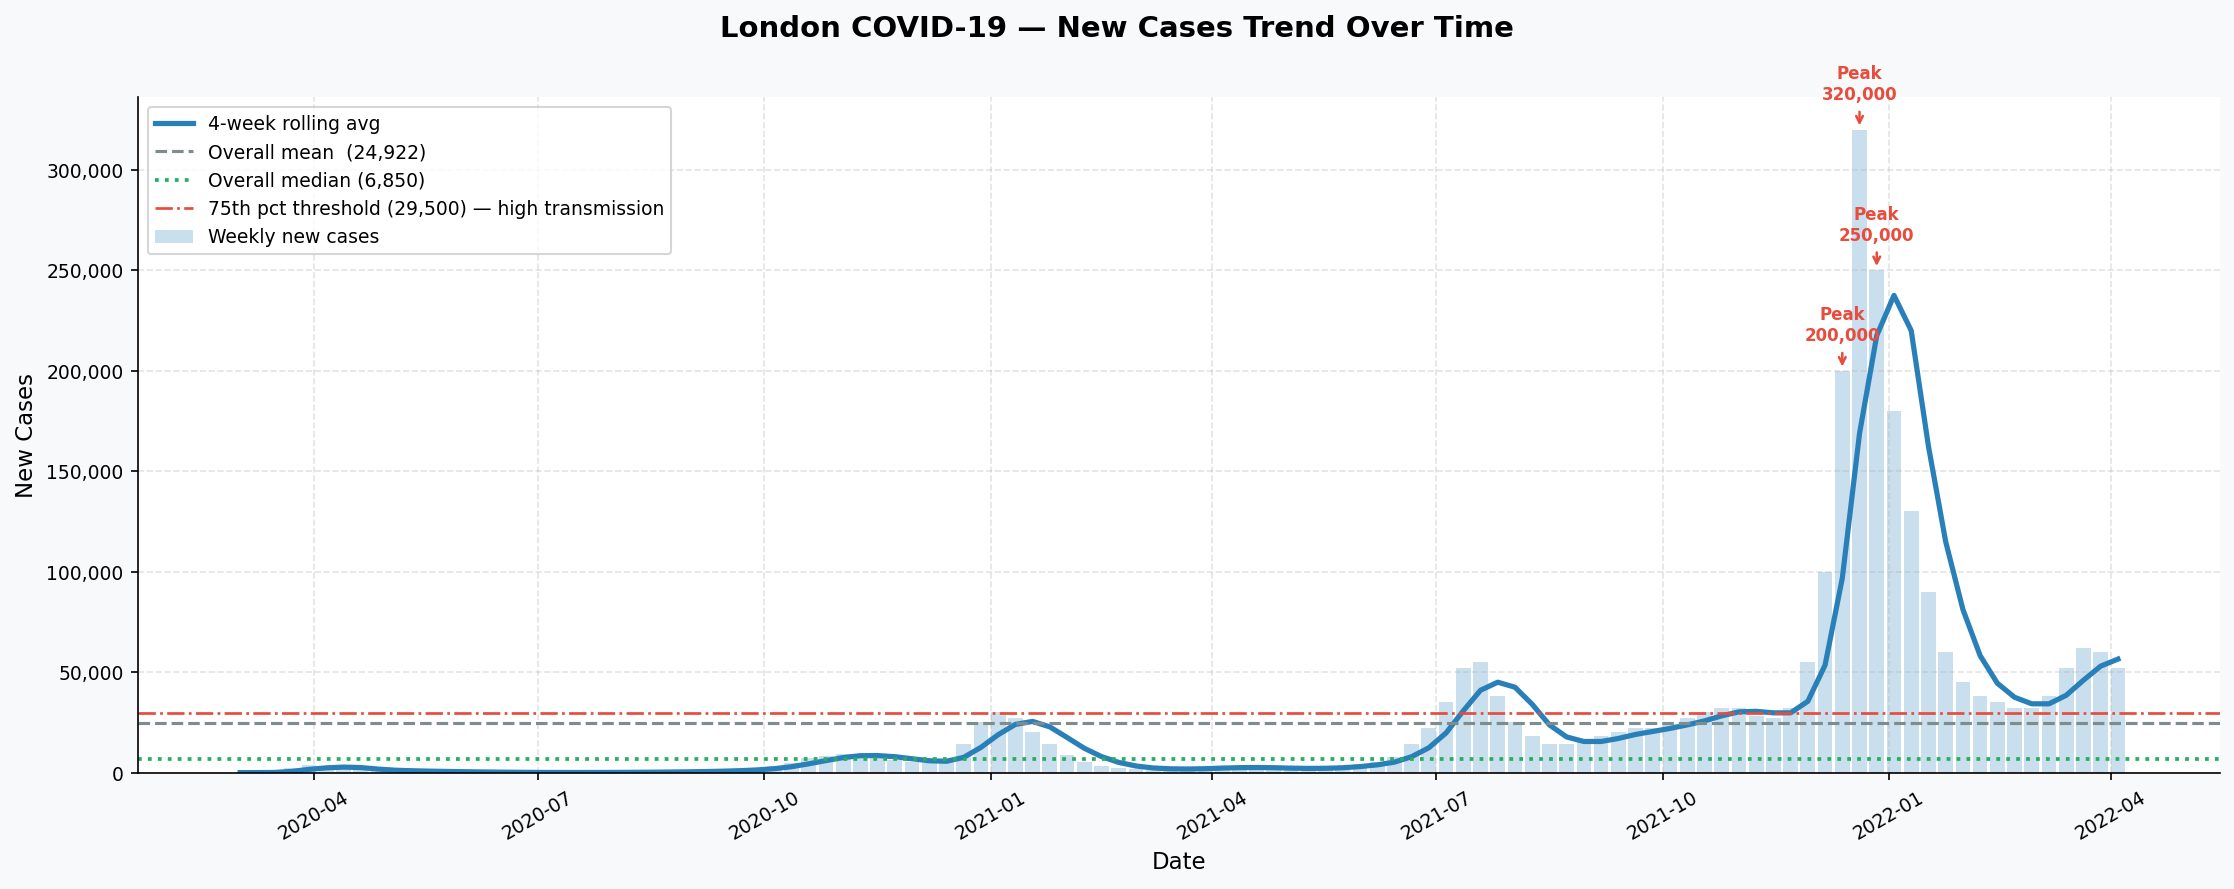 London COVID-19 — New Cases Trend Over Time
Peak
320,000
Peak
250,000
Peak
200,000
4-week rolling avg
Overall mean  (24,922)
Overall median (6,850)
75th pct threshold (29,500) — high transmission
Weekly new cases
New Cases
300,000
250,000
200,000
150,000
100,000
50,000
0
2020-04
2020-07
2020-10
2021-01
2021-04
2021-07
2021-10
2022-01
2022-04
Date